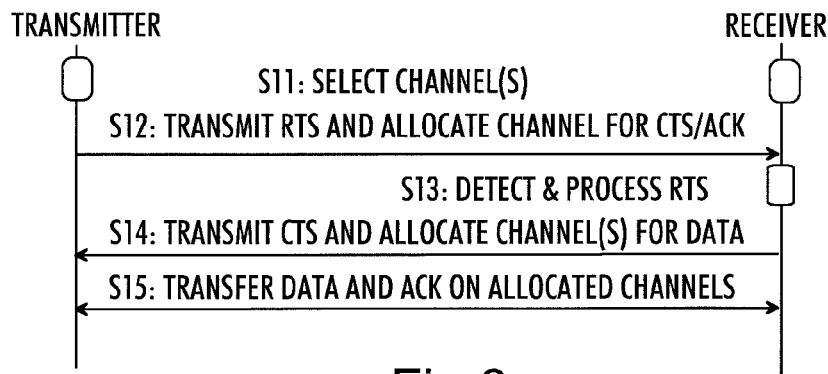 TRANSMITTER RECEIVER
S11: SELECT CHANNEL(S)
S12: TRANSMIT RTS AND ALLOCATE CHANNEL FOR CTS/ACK
S13: DETECT & PROCESS RTS
S14: TRANSMIT CTS AND ALLOCATE CHANNEL(S) FOR DATA
S15: TRANSFER DATA AND ACK ON ALLOCATED CHANNELS